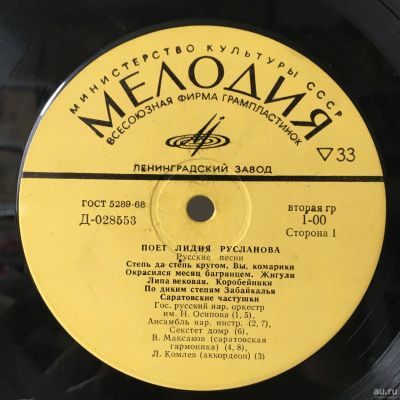 МИНИСТЕРСТВО КУЛЬТУРЫ СССР
МЕЛОДИЯ
ВСЕСОЮЗНАЯ ФИРМА ГРАМПЛАСТИНОК
ЛЕНИНГРАДСКИЙ ЗАВОД
▽33
ГОСТ 5289-68
Д-028553
вторая гр
1-00
Сторона 1
ПОЕТ ЛИДИЯ РУСЛАНОВА
Русские песни
Степь да степь кругом. Вы, комарики
Окрасился месяц багрянцем. Жигули
Липа вековая. Коробейники
По диким степям Забайкалья
Саратовские частушки
Гос. русский нар. оркестр
им. Н. Осипова (1, 5),
Ансамбль нар. инстр. (2, 7),
Секстет домр (6),
В. Максаков (саратовская
гармоника) (4, 8),
Л. Комлев (аккордеон) (3)
au.ru